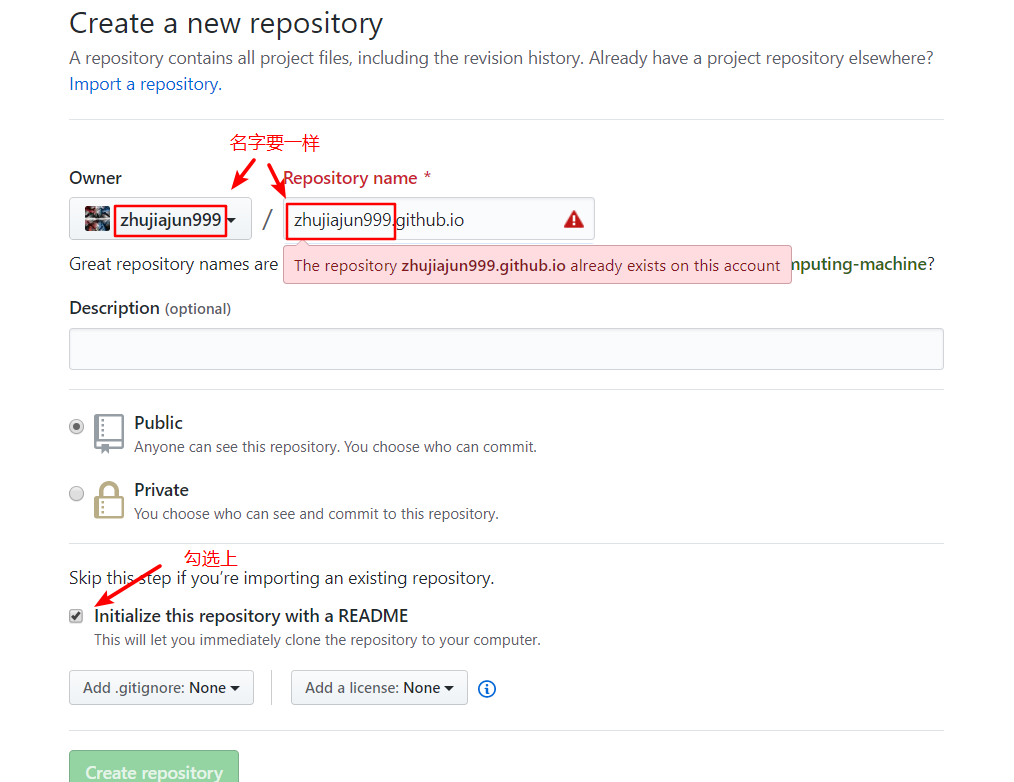 Create a new repository
A repository contains all project files, including the revision history. Already have a project repository elsewhere?
Import a repository.
名字要一样
Owner
Repository name *
zhujiajun999
/
zhujiajun999.github.io
Great repository names are
The repository zhujiajun999.github.io already exists on this account
mputing-machine?
Description (optional)
Public
Anyone can see this repository. You choose who can commit.
Private
You choose who can see and commit to this repository.
勾选上
Skip this step if you're importing an existing repository.
Initialize this repository with a README
This will let you immediately clone the repository to your computer.
Add .gitignore: None
Add a license: None
Create repository